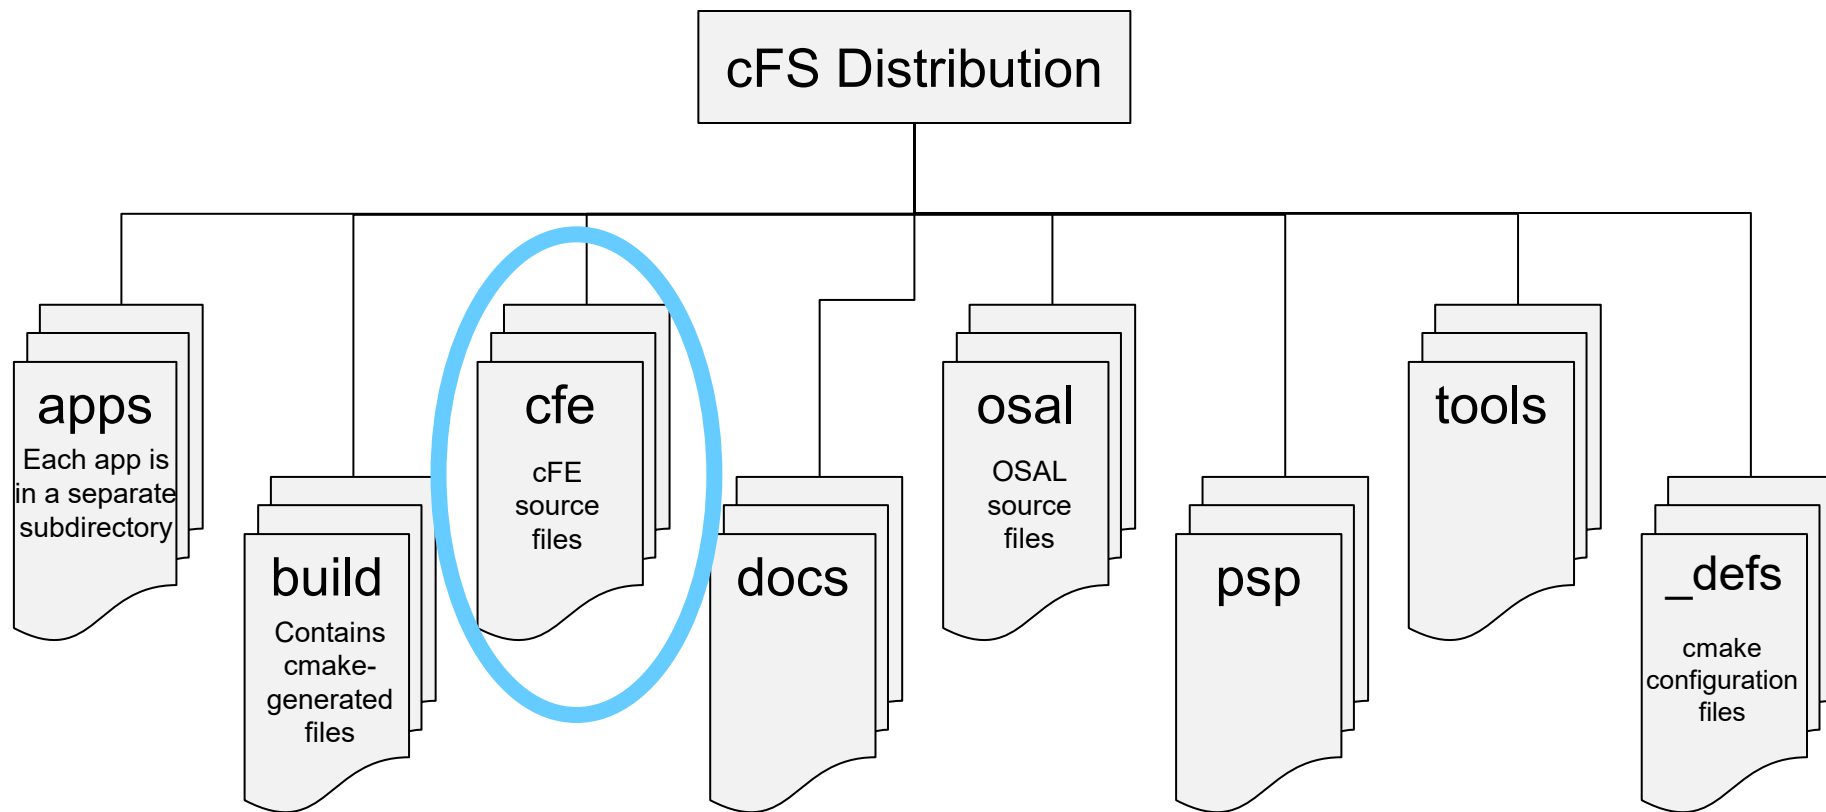 cFS Distribution
apps
Each app is
in a separate
subdirectory
build
Contains
cmake-
generated
files
cfe
cFE
source
files
docs
osal
OSAL
source
files
psp
tools
_defs
cmake
configuration
files